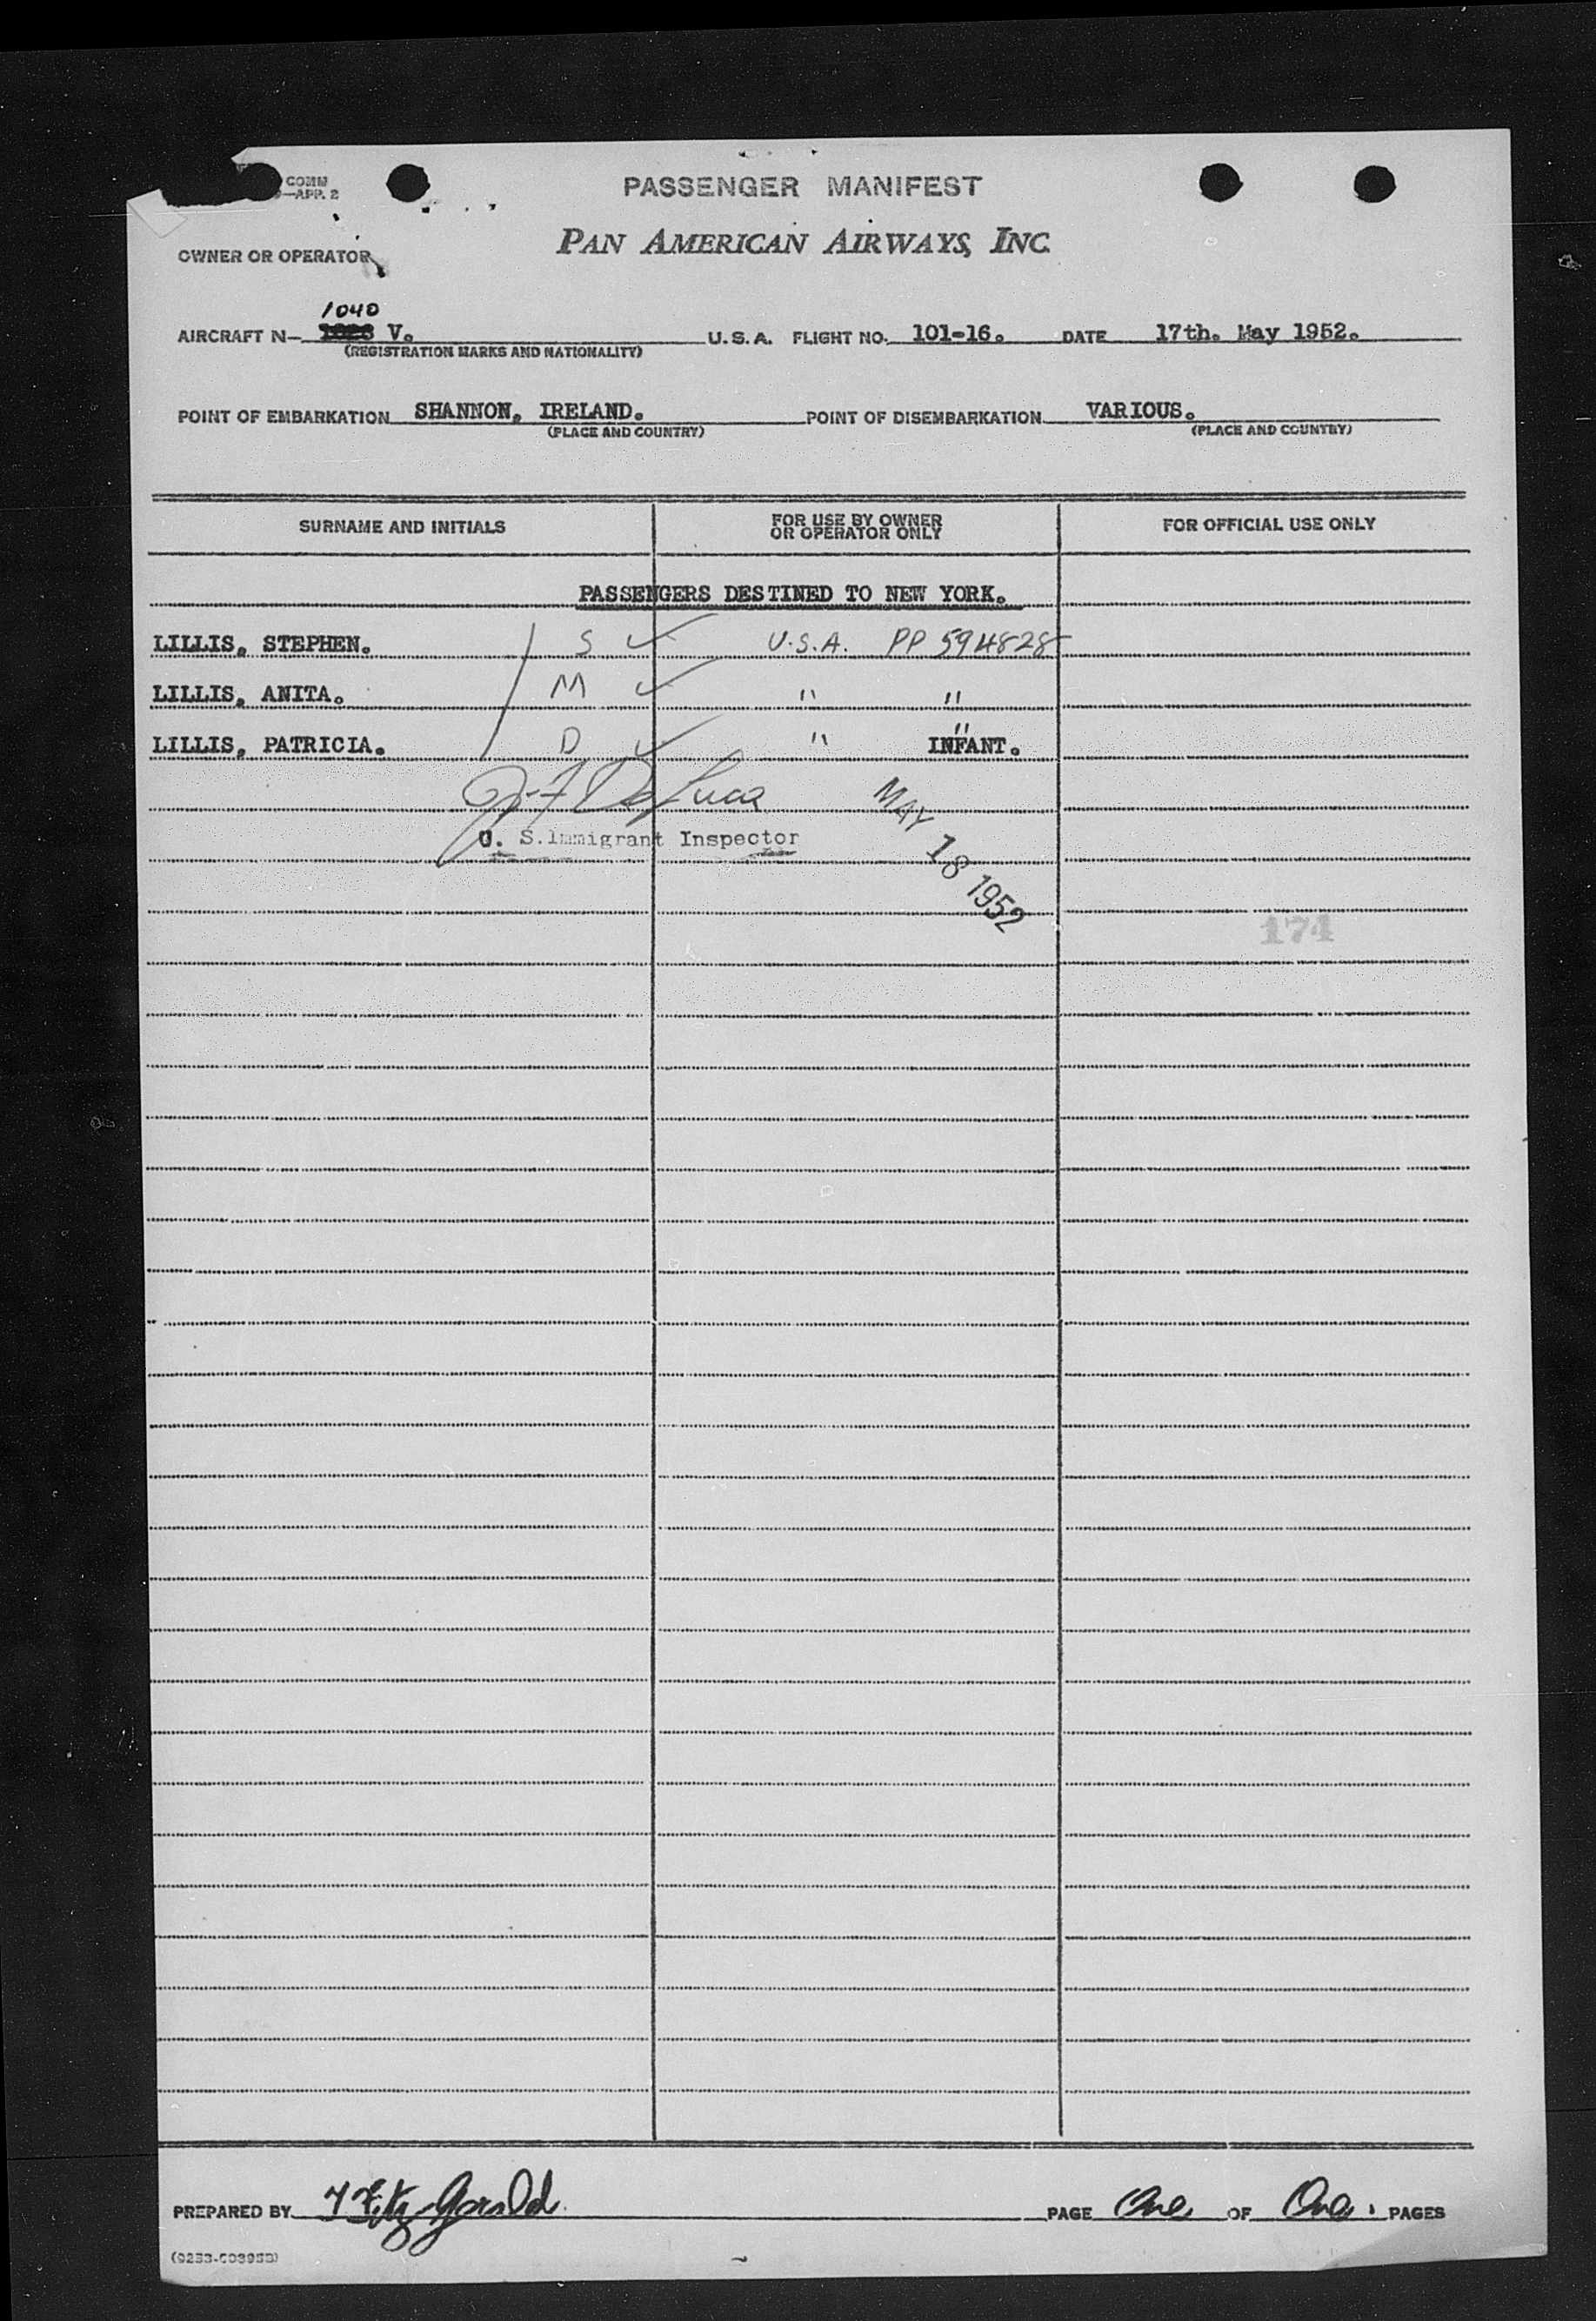 COMM
—APP. 2
PASSENGER MANIFEST
PAN AMERICAN AIRWAYS, INC.
OWNER OR OPERATOR
1040
AIRCRAFT N— V. U.S.A. FLIGHT NO. 101-16. DATE 17th. May 1952.
(REGISTRATION MARKS AND NATIONALITY)
POINT OF EMBARKATION SHANNON, IRELAND. POINT OF DISEMBARKATION VARIOUS.
(PLACE AND COUNTRY) (PLACE AND COUNTRY)
SURNAME AND INITIALS FOR USE BY OWNER OR OPERATOR ONLY FOR OFFICIAL USE ONLY
PASSENGERS DESTINED TO NEW YORK.
LILLIS, STEPHEN. S ✓ U.S.A. PP 594828
LILLIS, ANITA. M ✓ " "
LILLIS, PATRICIA. D ✓ " " INFANT.
De Luca
U. S. Immigrant Inspector
MAY 18 1952
174
PREPARED BY FitzGerald PAGE One OF One PAGES